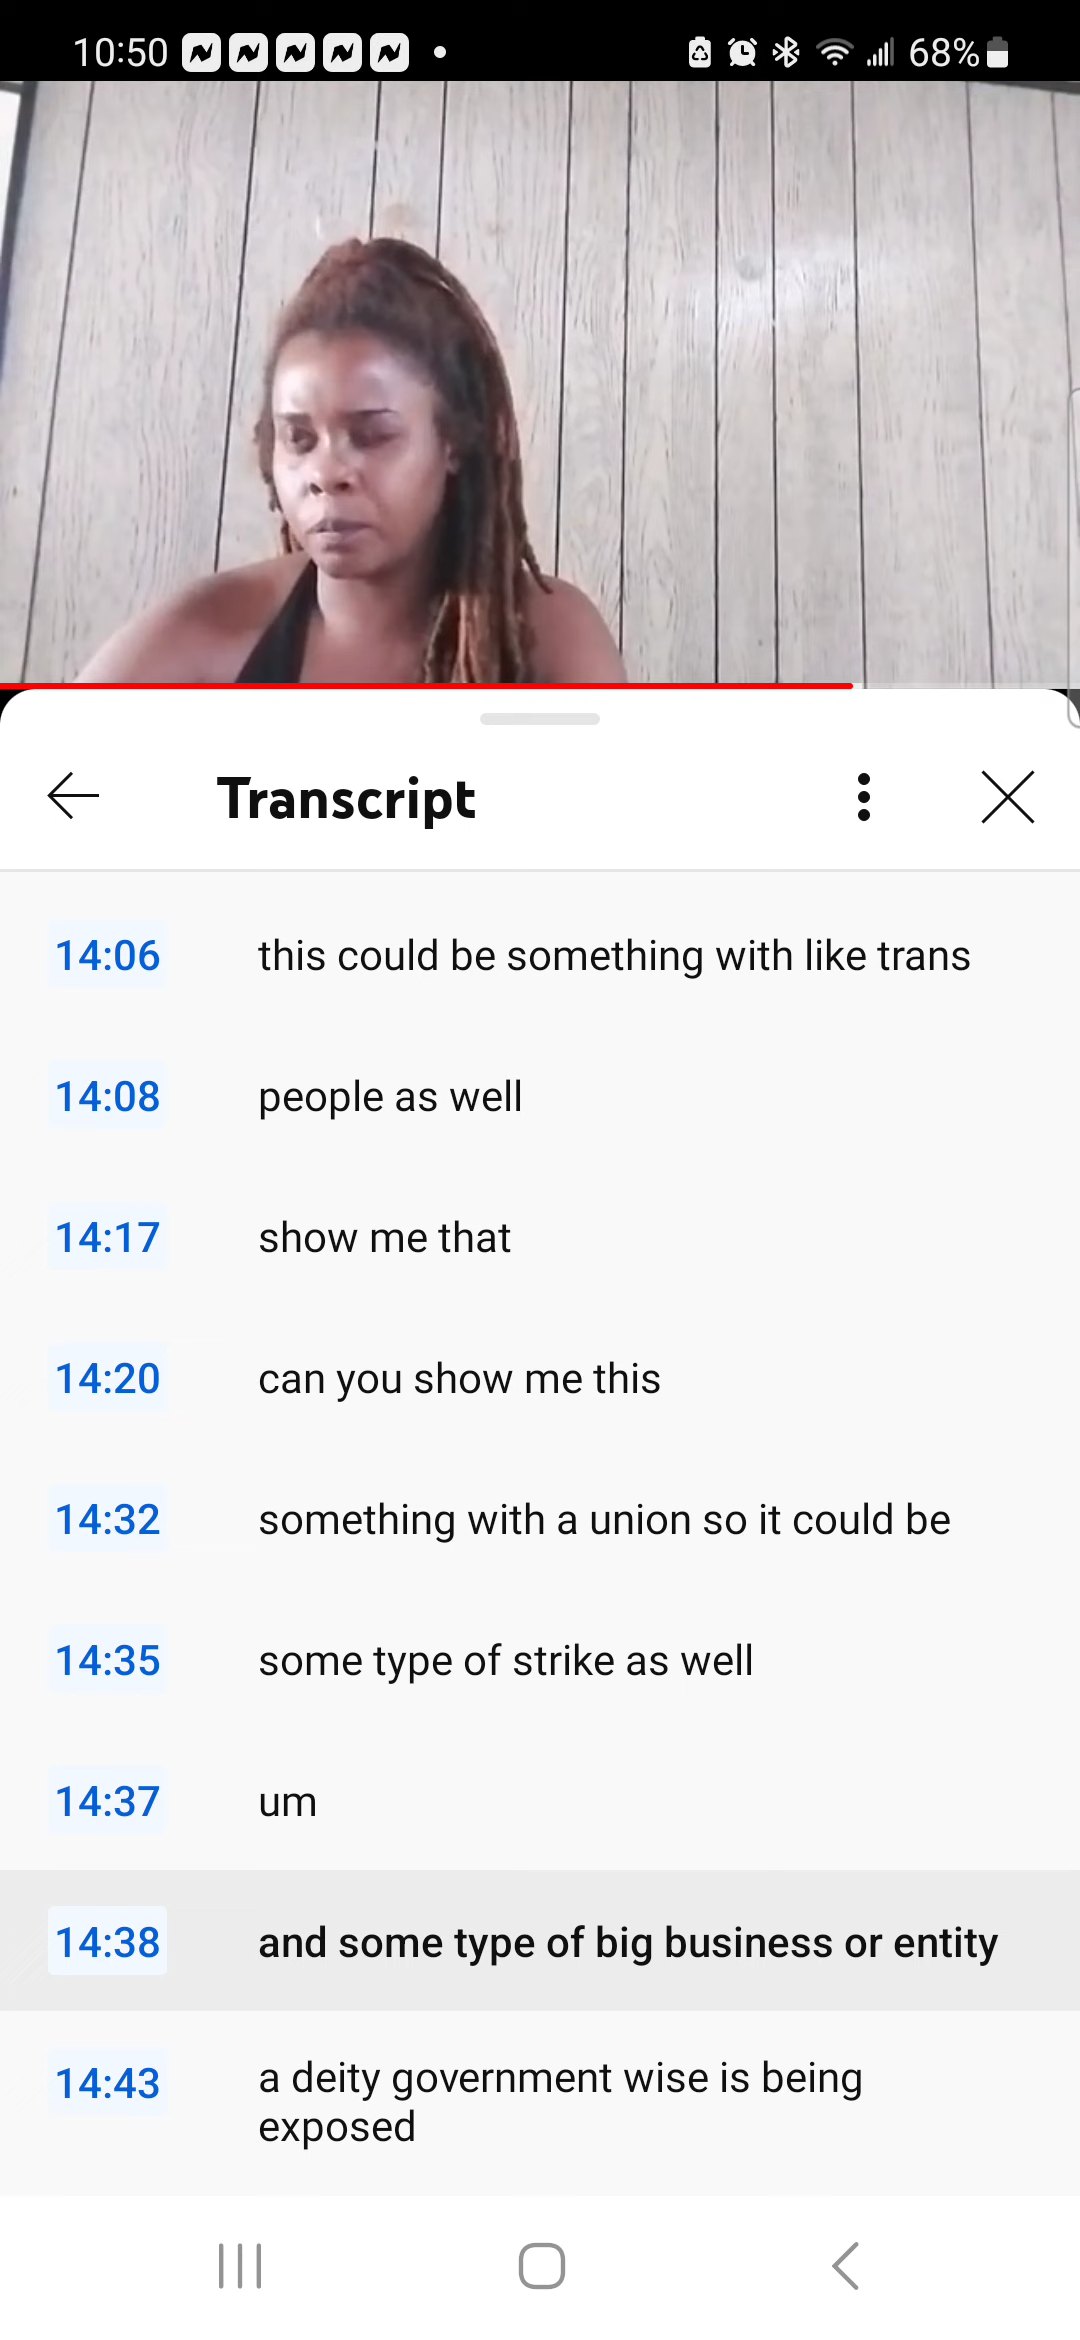 10:50
68%
Transcript
14:06 this could be something with like trans
14:08 people as well
14:17 show me that
14:20 can you show me this
14:32 something with a union so it could be
14:35 some type of strike as well
14:37 um
14:38 and some type of big business or entity
14:43 a deity government wise is being
exposed